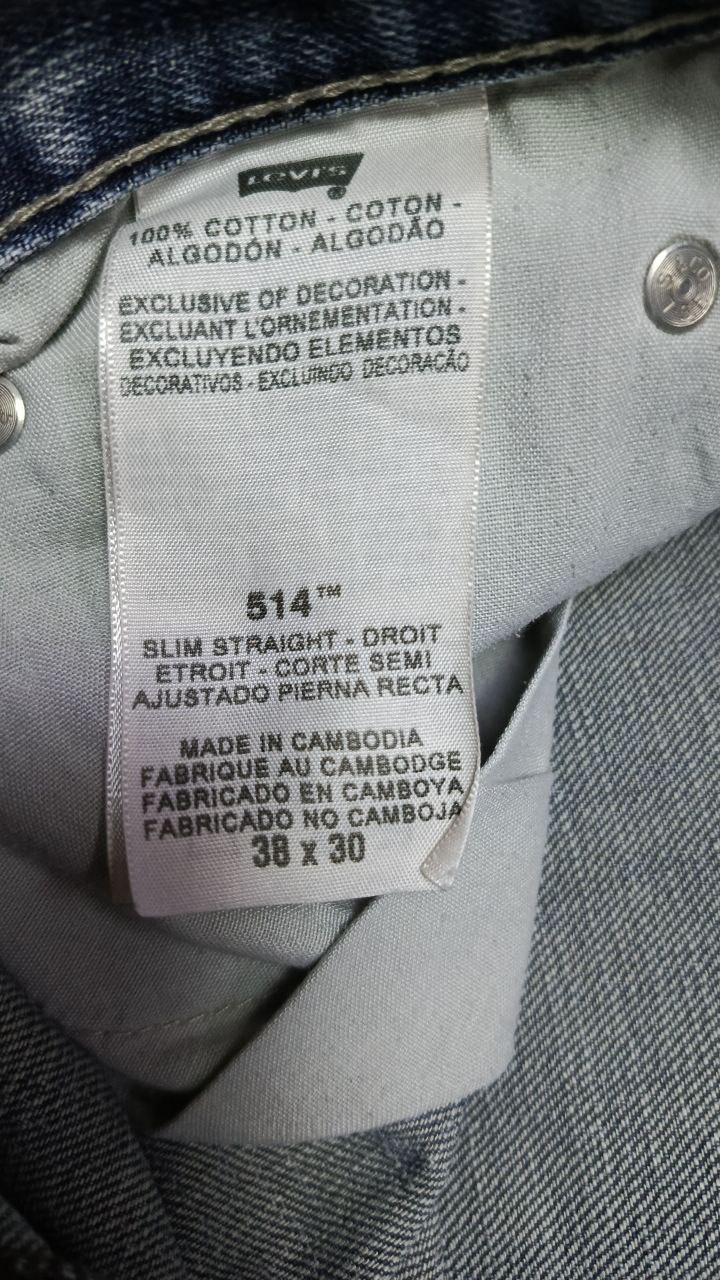 Levi's
®
100% COTTON - COTON -
ALGODÓN - ALGODÃO
EXCLUSIVE OF DECORATION -
EXCLUANT L'ORNEMENTATION -
EXCLUYENDO ELEMENTOS
DECORATIVOS - EXCLUINDO DECORAÇÃO
514™
SLIM STRAIGHT - DROIT
ETROIT - CORTE SEMI
AJUSTADO PIERNA RECTA
MADE IN CAMBODIA
FABRIQUE AU CAMBODGE
FABRICADO EN CAMBOYA
FABRICADO NO CAMBOJA
38 x 30